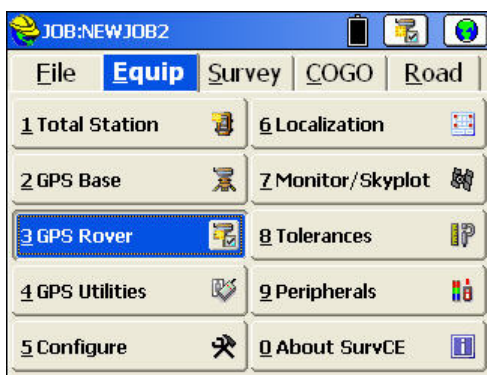 JOB:NEWJOB2
File Equip Survey COGO Road
1 Total Station
6 Localization
2 GPS Base
7 Monitor/Skyplot
3 GPS Rover
8 Tolerances
4 GPS Utilities
9 Peripherals
5 Configure
0 About SurvCE